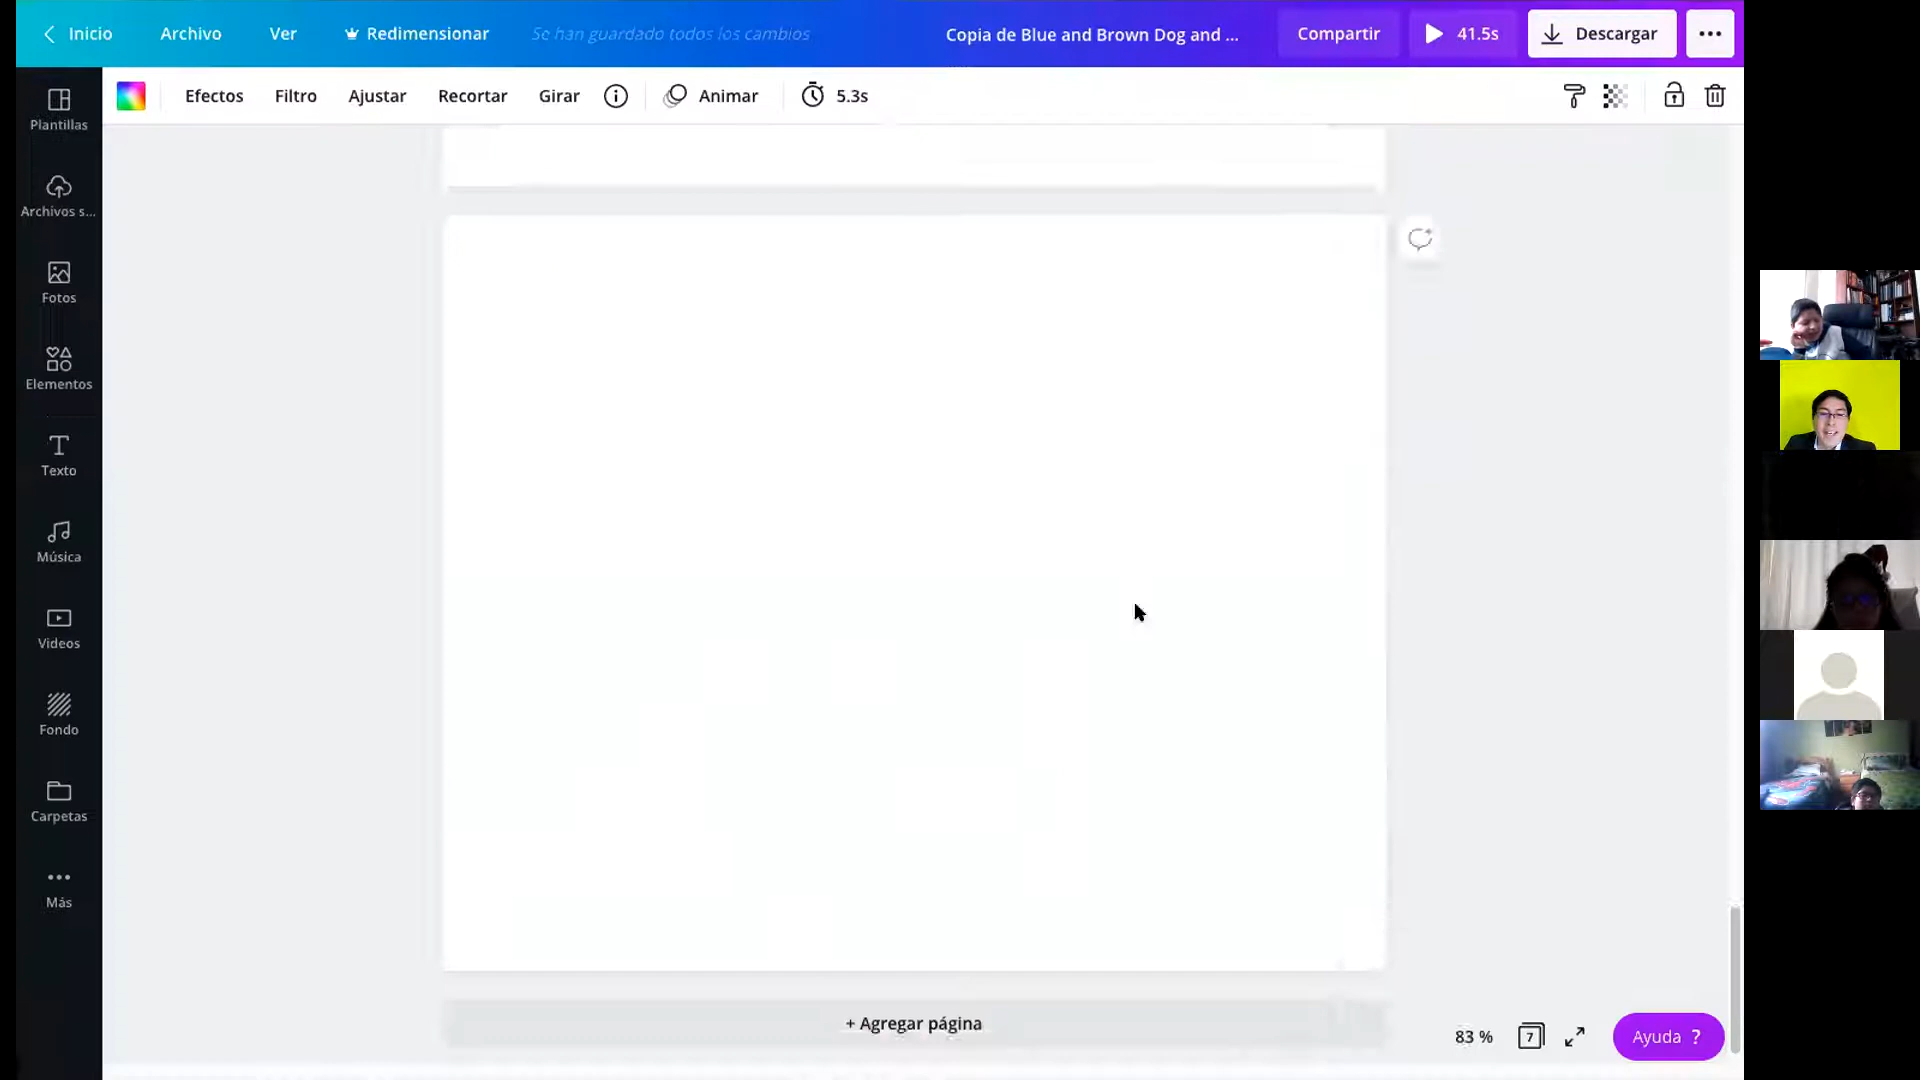 Inicio
Archivo
Ver
Redimensionar
Se han guardado todos los cambios
Copia de Blue and Brown Dog and ...
Compartir
41.5s
Descargar
Efectos
Filtro
Ajustar
Recortar
Girar
Animar
5.3s
Plantillas
Archivos s...
Fotos
Elementos
Texto
Música
Videos
Fondo
Carpetas
Más
+ Agregar página
83 %
7
Ayuda ?